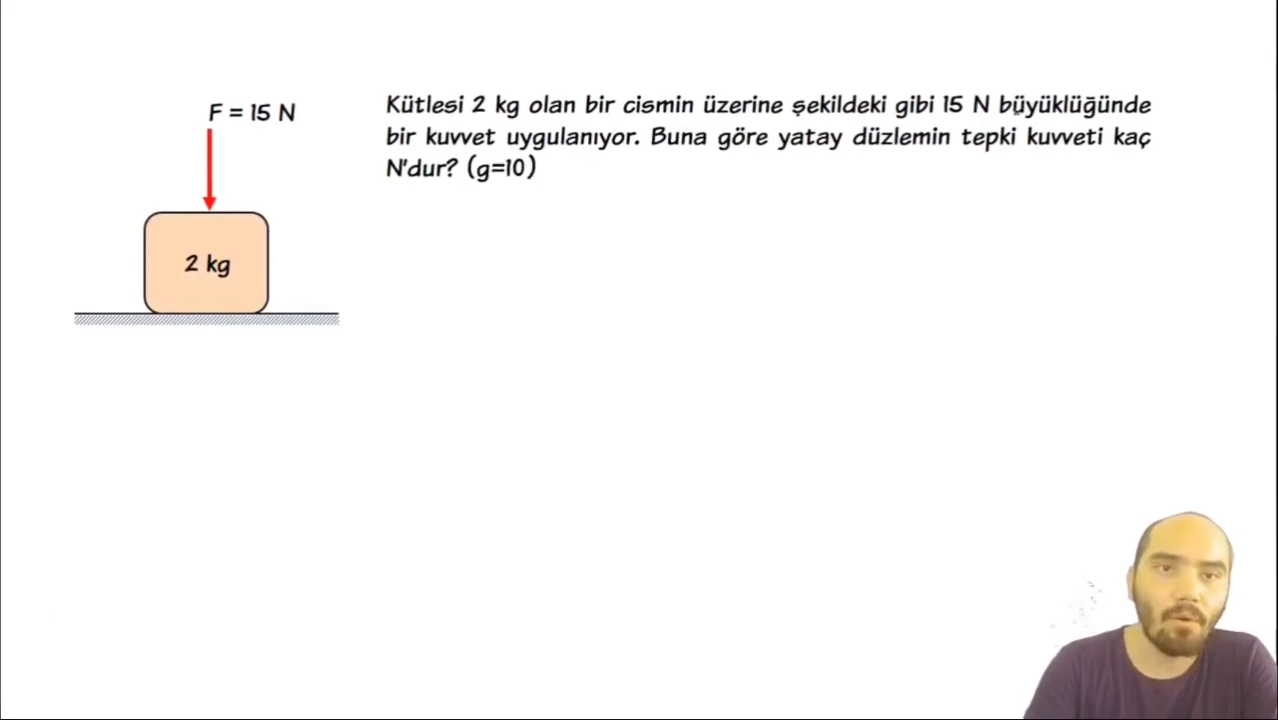 F = 15 N
2 kg
Kütlesi 2 kg olan bir cismin üzerine şekildeki gibi 15 N büyüklüğünde
bir kuvvet uygulanıyor. Buna göre yatay düzlemin tepki kuvveti kaç
N'dur? (g=10)